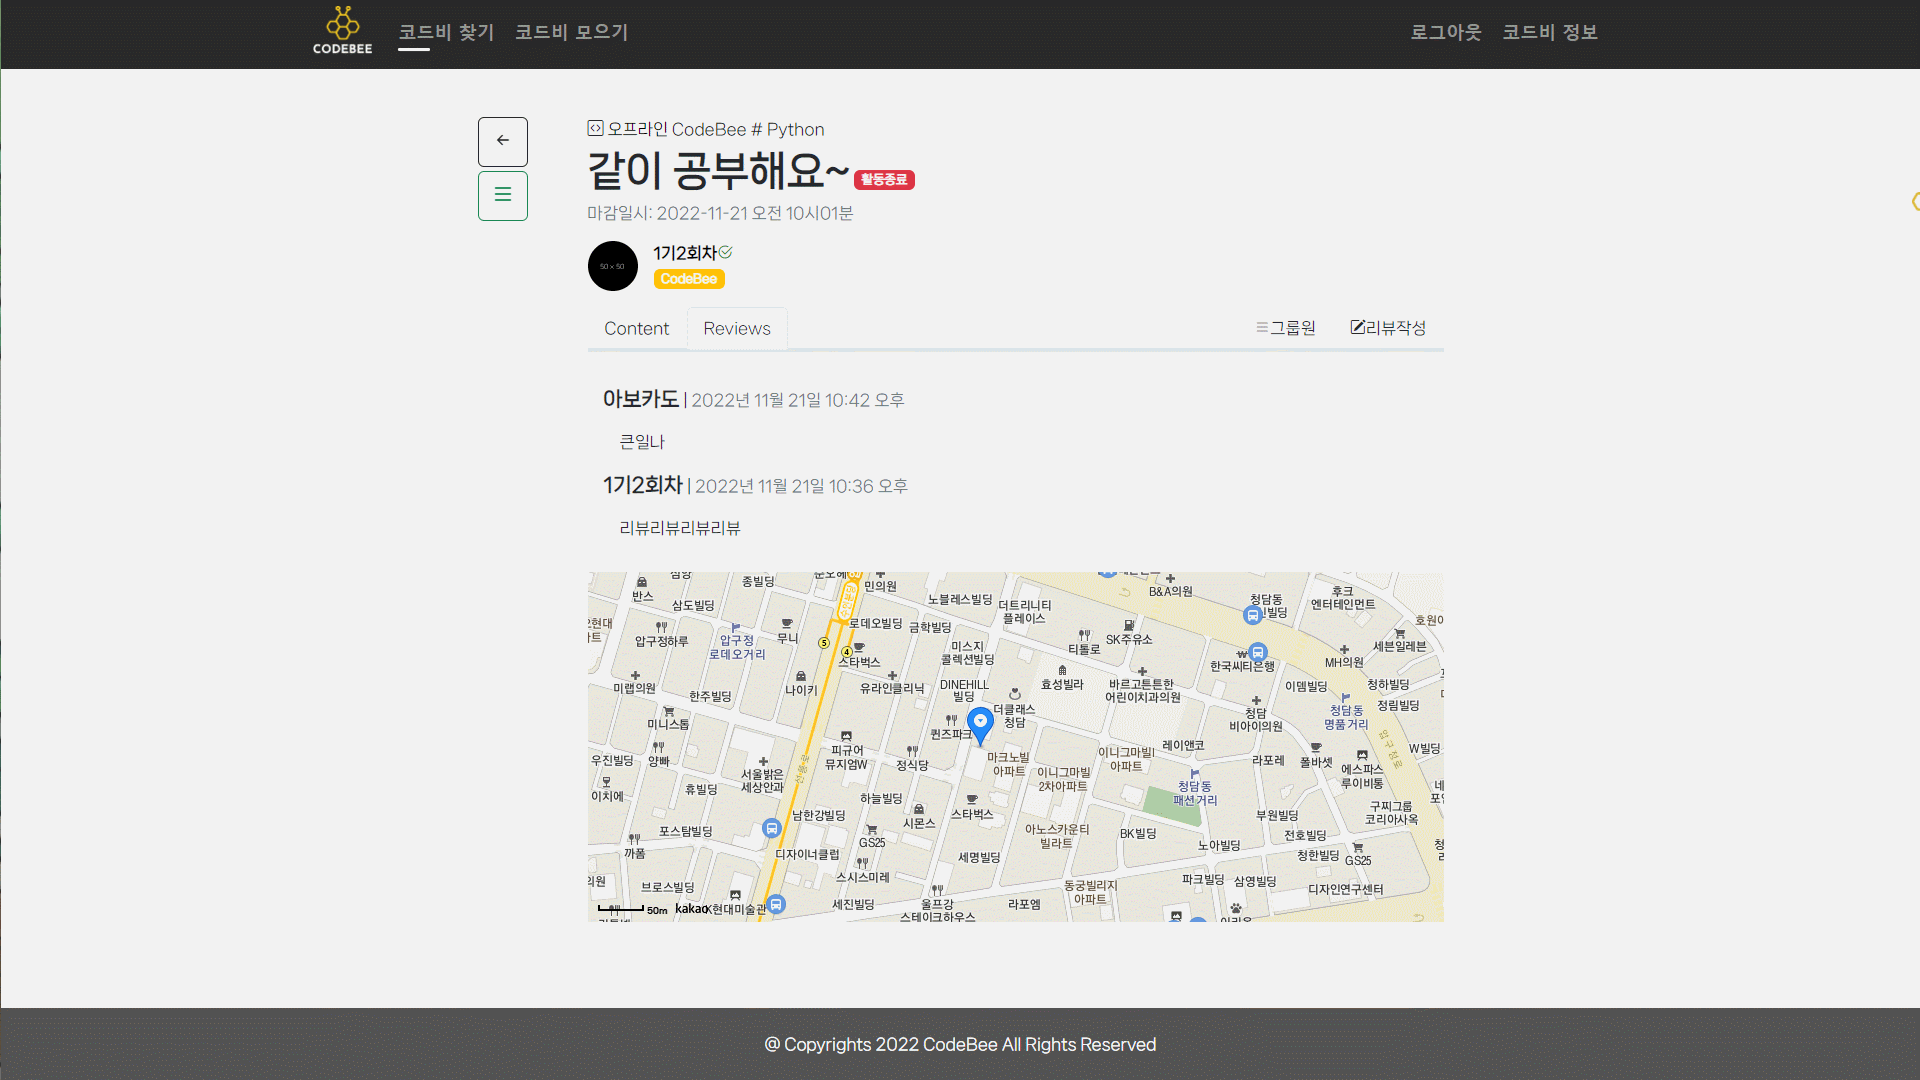 CODEBEE
코드비 찾기
코드비 모으기
로그아웃
코드비 정보
오프라인 CodeBee # Python
같이 공부해요~ 활동종료
마감일시: 2022-11-21 오전 10시01분
50 × 50
1기2회차
CodeBee
Content
Reviews
그룹원
리뷰작성
아보카도 | 2022년 11월 21일 10:42 오후
큰일나
1기2회차 | 2022년 11월 21일 10:36 오후
리뷰리뷰리뷰리뷰
종빌딩
민의원
B&A의원
반스
삼도빌딩
노블레스빌딩
더트리니티
플레이스
청담동
후크
엔터테인먼트
압구정하루
압구정
로데오거리
무니
로데오빌딩
금학빌딩
SK주유소
5
4
스타벅스
미스지
콜렉션빌딩
티톨로
한국씨티은행
MH의원
세븐일레븐
미랩의원
한주빌딩
나이키
유라인클리닉
DINEHILL
빌딩
효성빌라
바르고튼튼한
어린이치과의원
이뎀빌딩
청하빌딩
미니스톱
퀸즈파크
더클래스
청담
청담
비아이의원
청담동
명품거리
정림빌딩
우진빌딩
양빠
피규어
뮤지엄W
정식당
마크노빌
아파트
이니그마빌
2차아파트
이니그마빌I
아파트
레이앤코
라포레
폴바셋
에스파스
루이비통
W빌딩
압구정로
이치에
휴빌딩
서울밝은
세상안과
선릉로
하늘빌딩
시몬스
스타벅스
청담동
패션거리
부원빌딩
구찌그룹
코리아사옥
포스탐빌딩
남한강빌딩
GS25
아노스카운티
빌라트
BK빌딩
노아빌딩
전호빌딩
까폼
디자이너클럽
세명빌딩
청한빌딩
GS25
브로스빌딩
스시스미레
동궁빌리지
아파트
파크빌딩
삼영빌딩
디자인연구센터
50m
kakao
현대미술관
세진빌딩
울프강
스테이크하우스
라포엠
@ Copyrights 2022 CodeBee All Rights Reserved